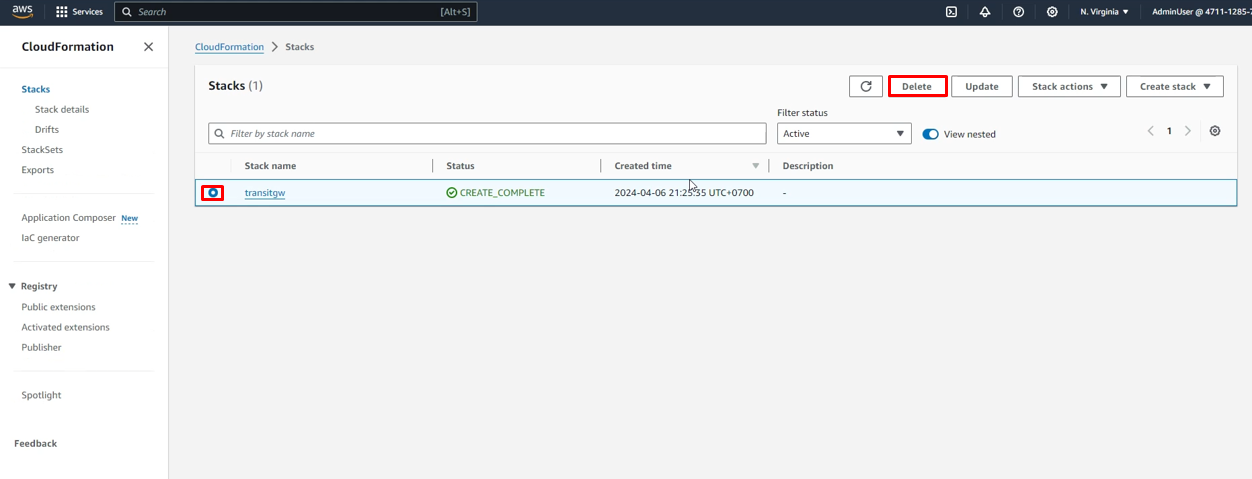 aws
Services
Search
[Alt+S]
N. Virginia
AdminUser @ 4711-1285-7
CloudFormation
Stacks
Stack details
Drifts
StackSets
Exports
Application Composer New
IaC generator
Registry
Public extensions
Activated extensions
Publisher
Spotlight
Feedback
CloudFormation
Stacks
Stacks (1)
Delete
Update
Stack actions
Create stack
Filter by stack name
Filter status
Active
View nested
1
Stack name Status Created time Description
transitgw CREATE_COMPLETE 2024-04-06 21:25:35 UTC+0700 -